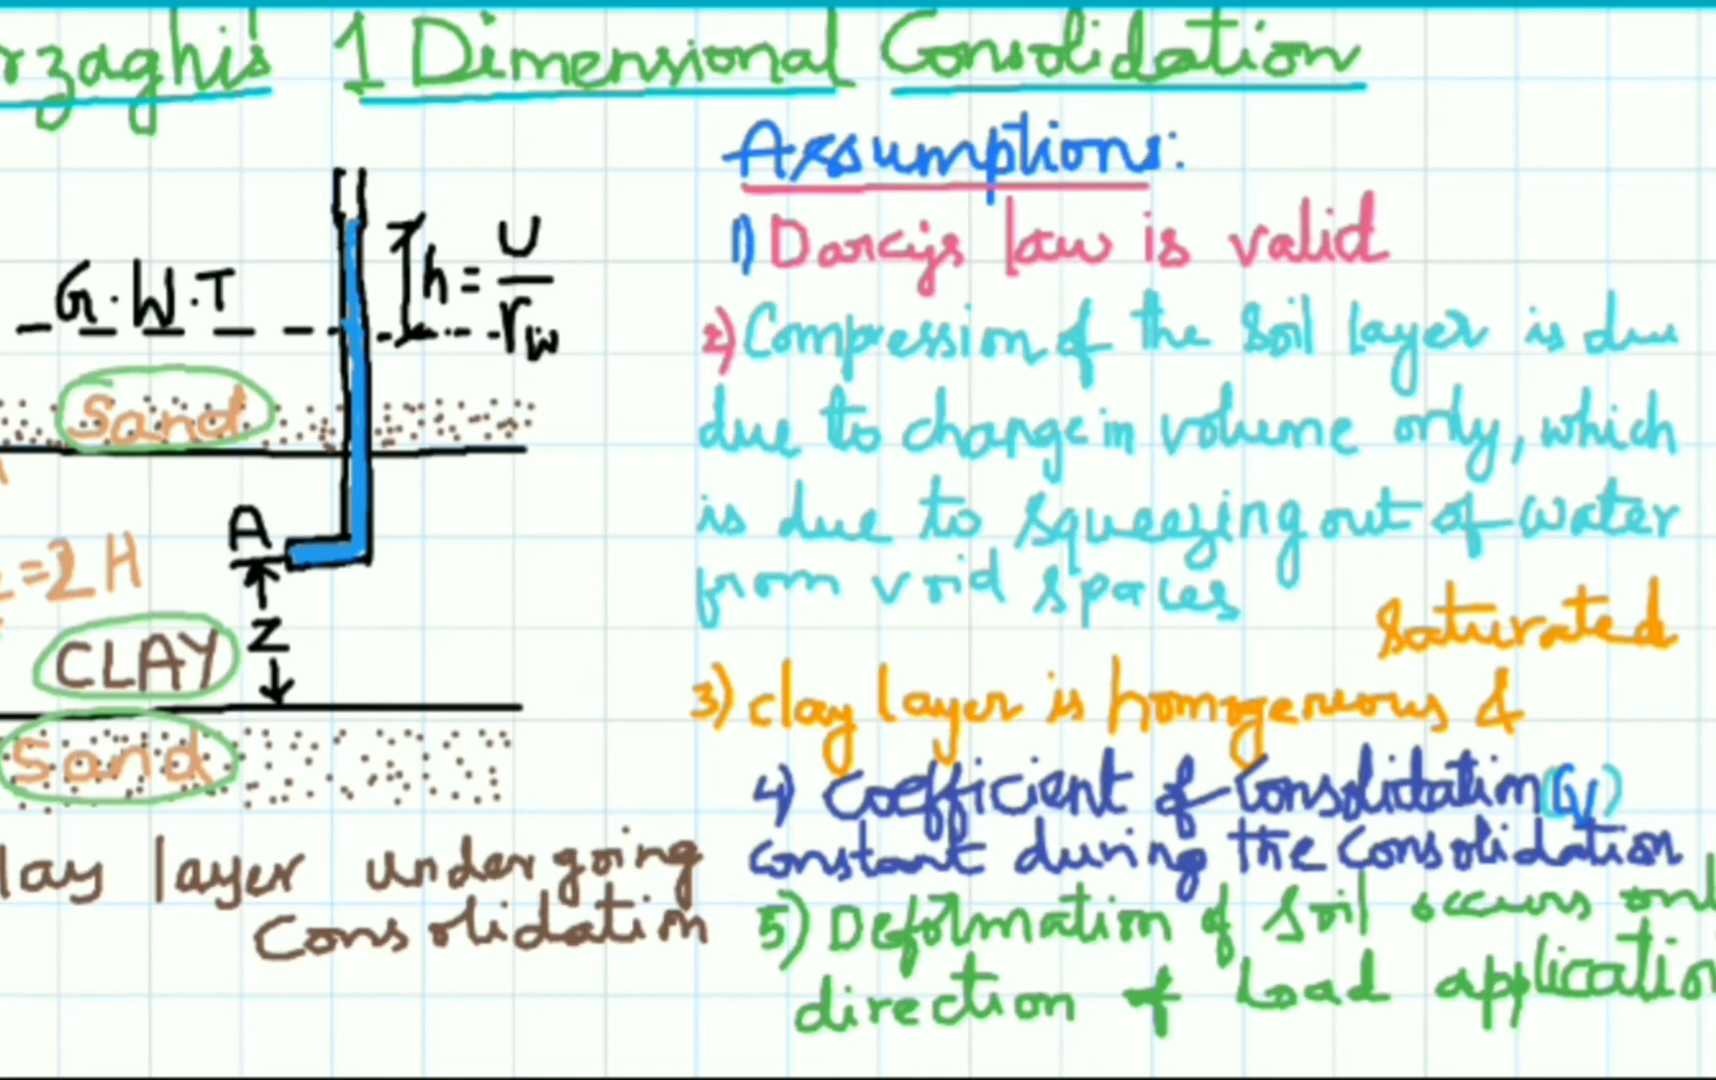 rzaghis 1 Dimensional Consolidation
Assumptions:
1) Darcys law is valid
2) Compression of the soil layer is due
due to change in volume only, which
is due to squeezing out of water
from void spaces
Saturated
3) clay layer is homogeneous &
4) Coefficient of Consolidation (Cv)
constant during the Consolidation
5) Deformation of soil occurs onl
direction of load application
G.W.T
h = U
rw
Sand
A
=2H
CLAY
Z
Sand
lay layer undergoing
Consolidation